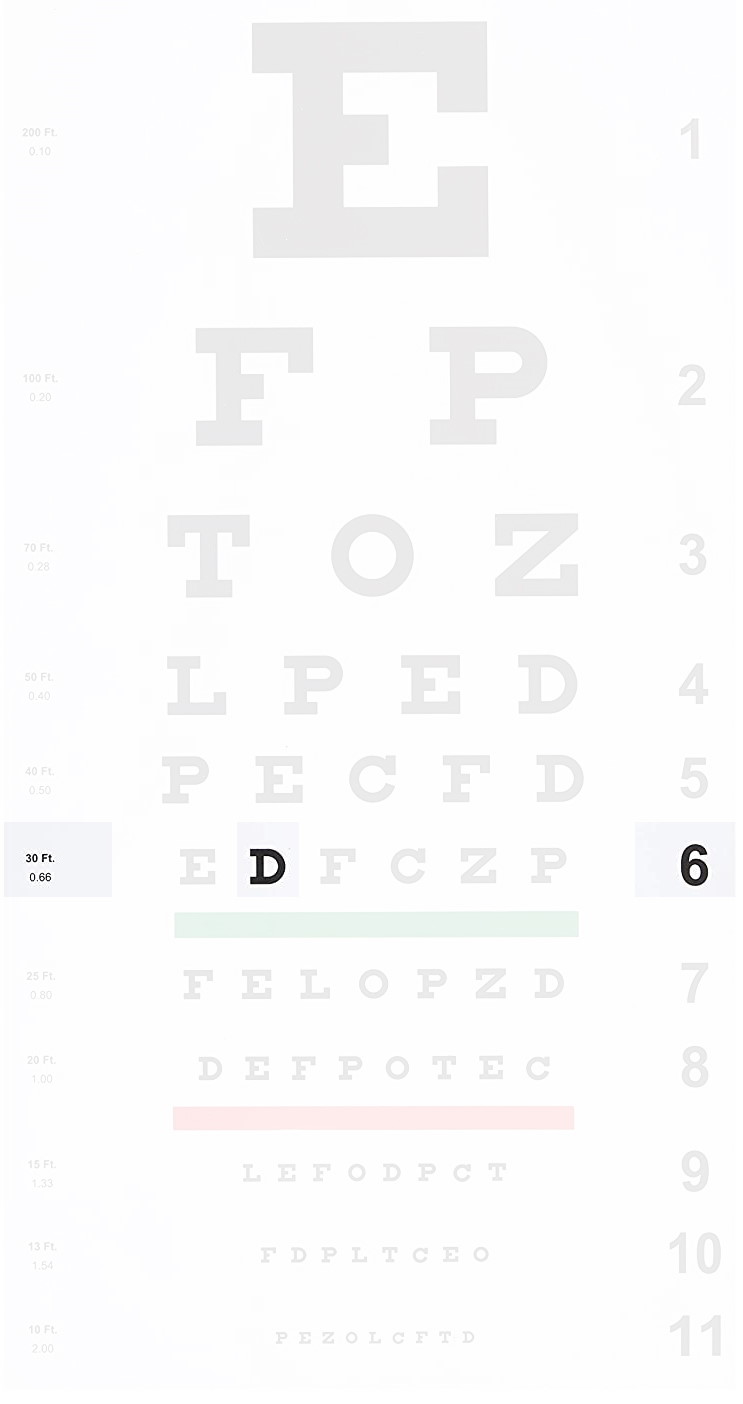 E
200 Ft.
0.10
1
F P
100 Ft.
0.20
2
T O Z
70 Ft.
0.28
3
L P E D
50 Ft.
0.40
4
P E C F D
40 Ft.
0.50
5
E D F C Z P
30 Ft.
0.66
6
F E L O P Z D
25 Ft.
0.80
7
D E F P O T E C
20 Ft.
1.00
8
L E F O D P C T
15 Ft.
1.33
9
F D P L T C E O
13 Ft.
1.54
10
P E Z O L C F T D
10 Ft.
2.00
11